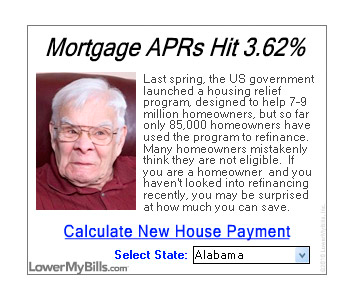 Mortgage APRs Hit 3.62%
Last spring, the US government
launched a housing relief
program, designed to help 7-9
million homeowners, but so far
only 85,000 homeowners have
used the program to refinance.
Many homeowners mistakenly
think they are not eligible.  If
you are a homeowner  and you
haven't looked into refinancing
recently, you may be surprised
at how much you can save.
Calculate New House Payment
Select State: Alabama
LowerMyBills.com